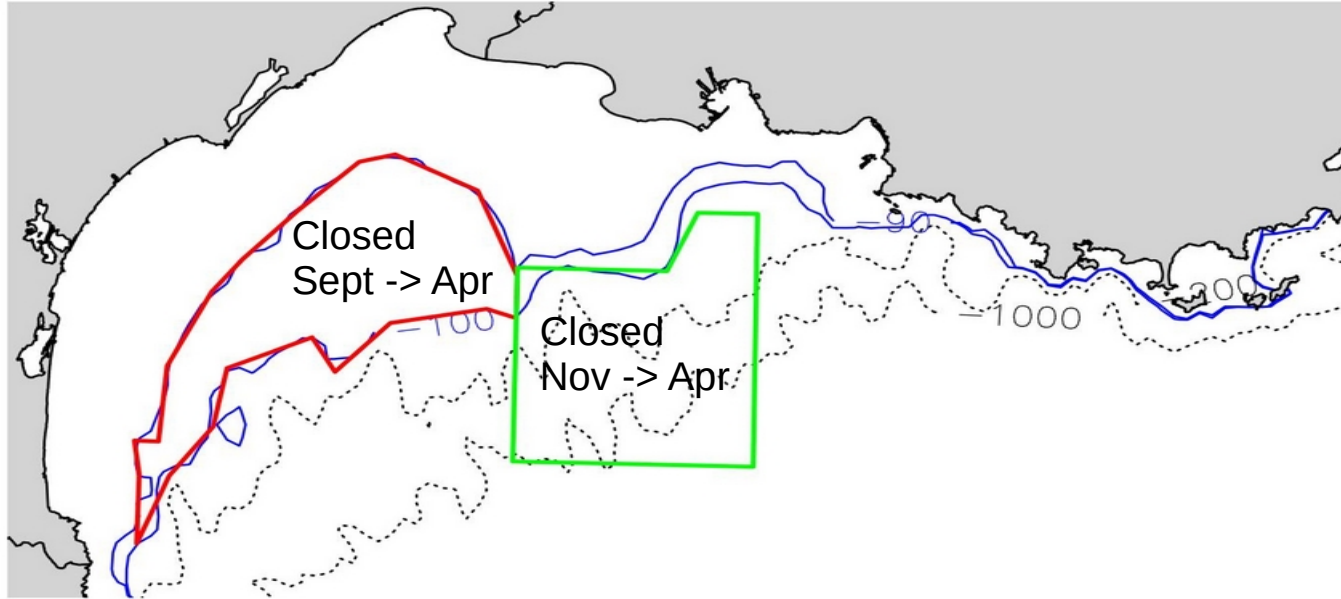 Closed
Sept -> Apr
-90
-200
-1000
-100
Closed
Nov -> Apr